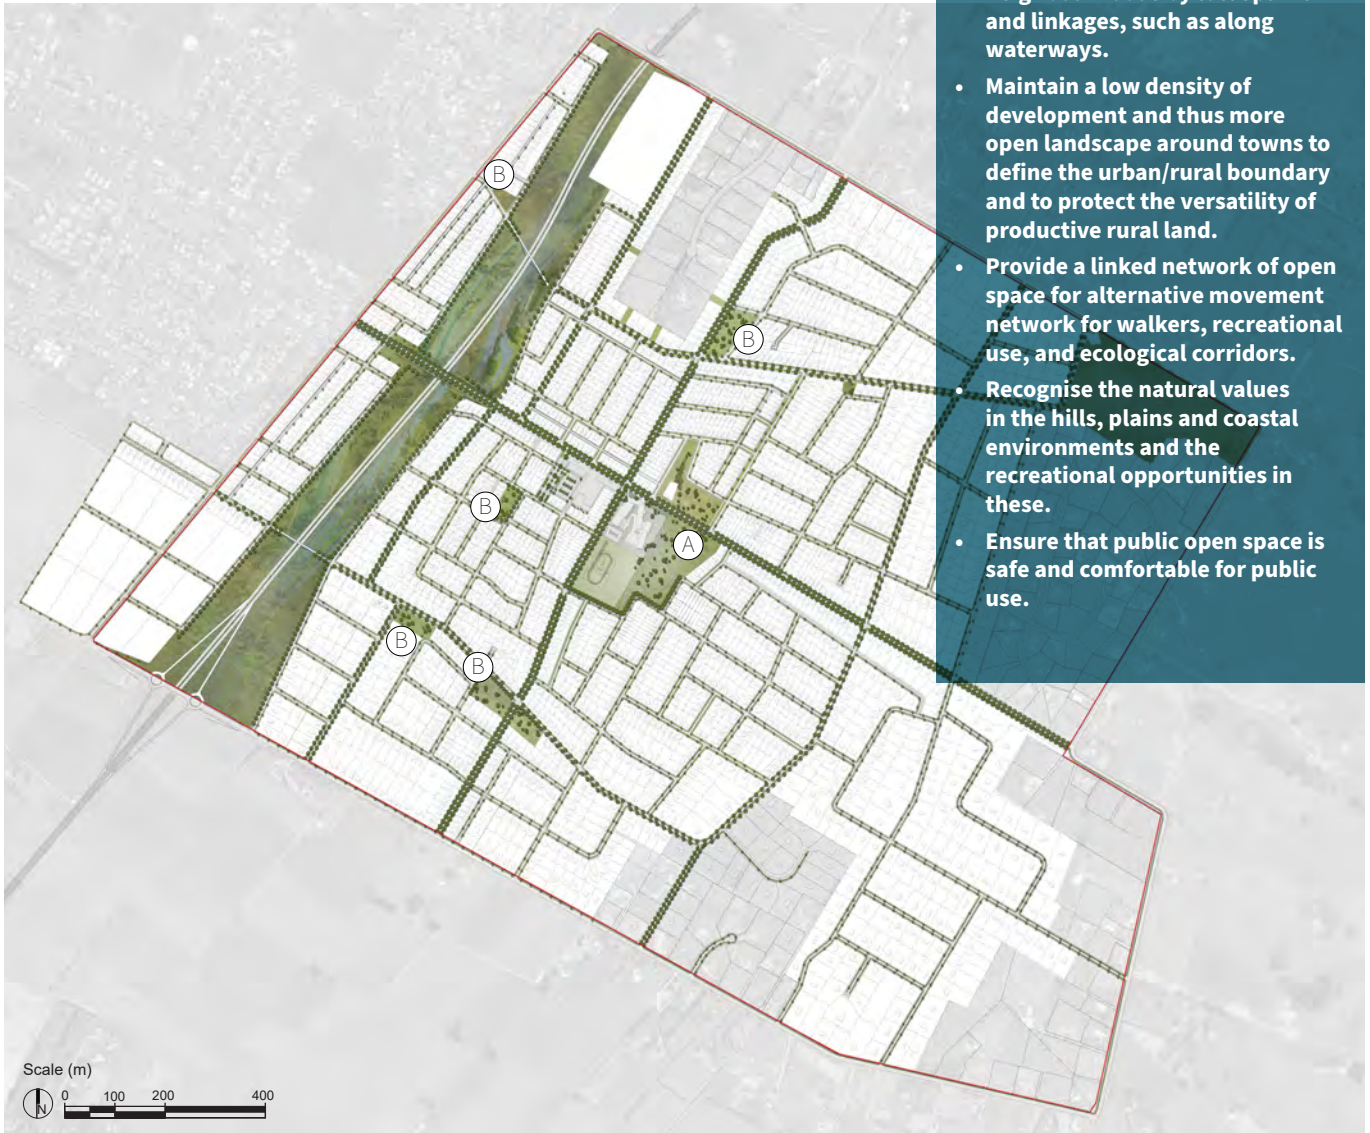 and linkages, such as along
waterways.
• Maintain a low density of
development and thus more
open landscape around towns to
define the urban/rural boundary
and to protect the versatility of
productive rural land.
• Provide a linked network of open
space for alternative movement
network for walkers, recreational
use, and ecological corridors.
• Recognise the natural values
in the hills, plains and coastal
environments and the
recreational opportunities in
these.
• Ensure that public open space is
safe and comfortable for public
use.
B
B
B
A
B
B
Scale (m)
0 100 200 400
N